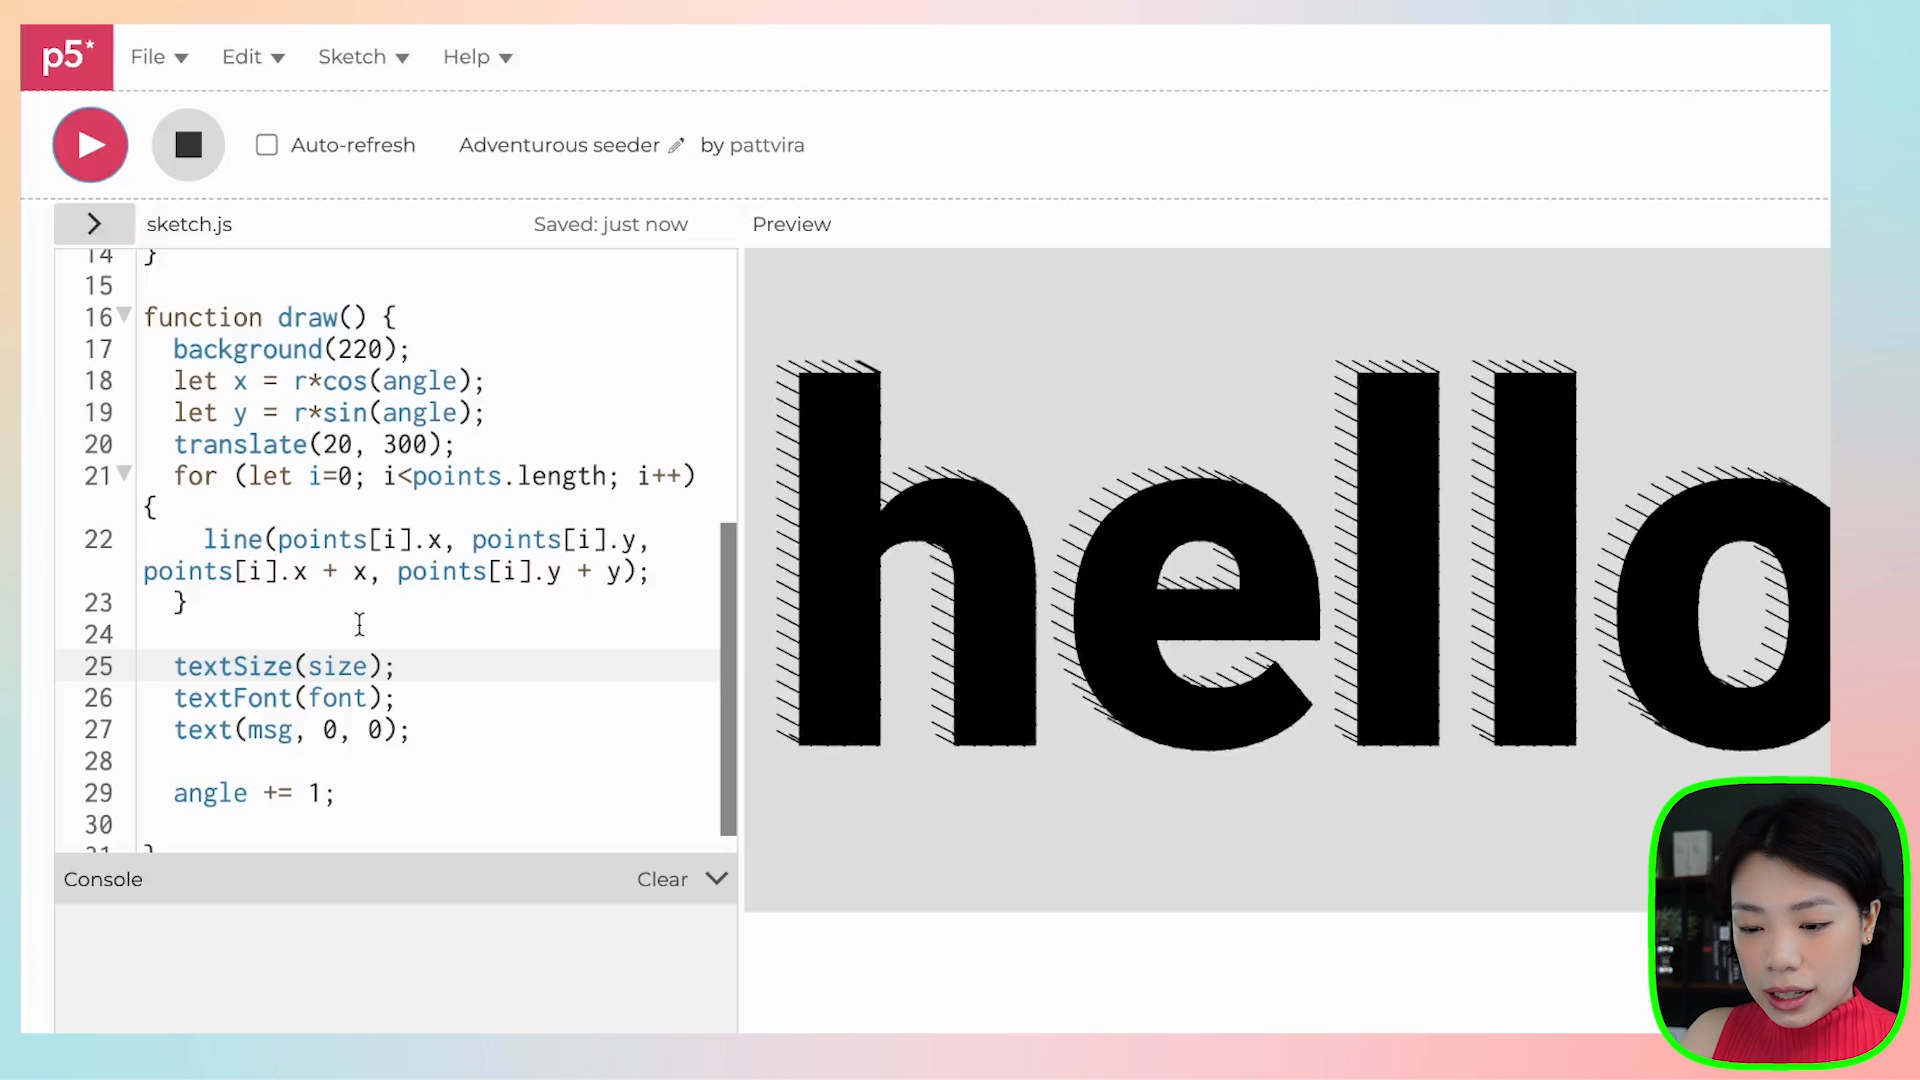 p5*
File Edit Sketch Help
Auto-refresh Adventurous seeder by pattvira
sketch.js Saved: just now Preview
14 }
15
16 function draw() {
17 background(220);
18 let x = r*cos(angle);
19 let y = r*sin(angle);
20 translate(20, 300);
21 for (let i=0; i<points.length; i++)
{
22 line(points[i].x, points[i].y,
points[i].x + x, points[i].y + y);
23 }
24
25 textSize(size);
26 textFont(font);
27 text(msg, 0, 0);
28
29 angle += 1;
30
31 }
hello
Console Clear